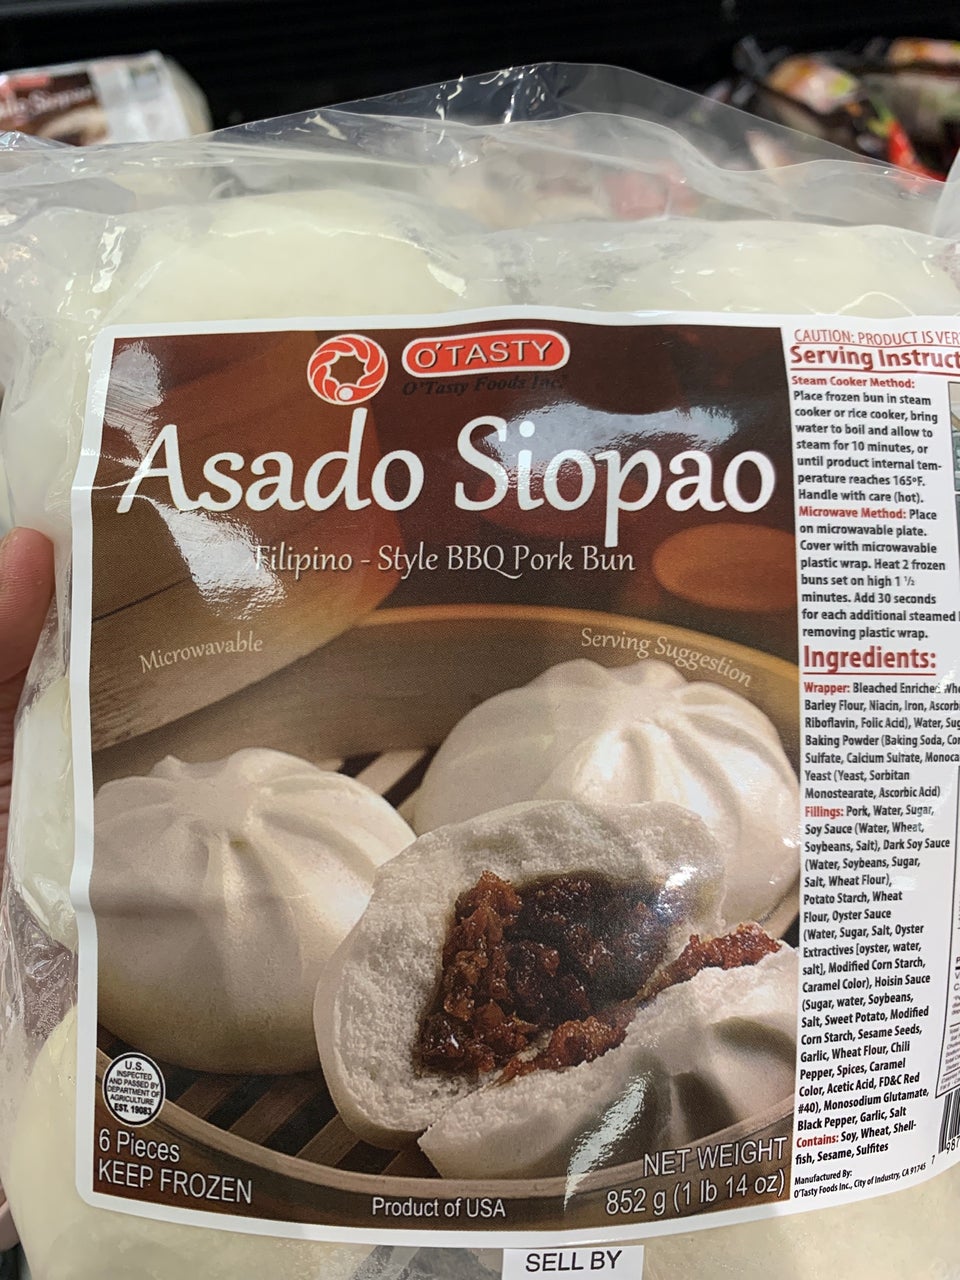 O'TASTY
O'Tasty Foods Inc.
Asado Siopao
Filipino - Style BBQ Pork Bun
Microwavable
Serving Suggestion
U.S.
INSPECTED
AND PASSED BY
DEPARTMENT OF
AGRICULTURE
EST. 19083
6 Pieces
KEEP FROZEN
Product of USA
NET WEIGHT
852 g (1 lb 14 oz)
SELL BY
CAUTION: PRODUCT IS
Serving
Steam Cooker Method:
Place frozen bun in steam
cooker or rice cooker, bring
water to boil and allow to
steam for 10 minutes, or
until product internal tem-
perature reaches 165°F.
Handle with care (hot).
Microwave Method: Place
on microwavable plate.
Cover with microwavable
plastic wrap. Heat 2 frozen
buns set on high 1 ½
minutes. Add 30 seconds
for each additional steamed
removing plastic wrap.
Ingredients:
Wrapper: Bleached Enriched
Barley Flour, Niacin, Iron,
Riboflavin, Folic Acid), Water,
Baking Powder (Baking Soda,
Sulfate, Calcium Sulfate,
Yeast (Yeast, Sorbitan
Monostearate, Ascorbic Acid)
Fillings: Pork, Water, Sugar,
Soy Sauce (Water, Wheat,
Soybeans, Salt), Dark Soy Sauce
(Water, Soybeans, Sugar,
Salt, Wheat Flour),
Potato Starch, Wheat
Flour, Oyster Sauce
(Water, Sugar, Salt, Oyster
Extractives [oyster, water,
salt], Modified Corn Starch,
Caramel Color), Hoisin Sauce
(Sugar, water, Soybeans,
Salt, Sweet Potato, Modified
Corn Starch, Sesame Seeds,
Garlic, Wheat Flour, Chili
Pepper, Spices, Caramel
Color, Acetic Acid, FD&C Red
#40), Monosodium Glutamate,
Black Pepper, Garlic, Salt
Contains: Soy, Wheat, Shell-
fish, Sesame, Sulfites
Manufactured By:
O'Tasty Foods Inc., City of Industry, CA 91745